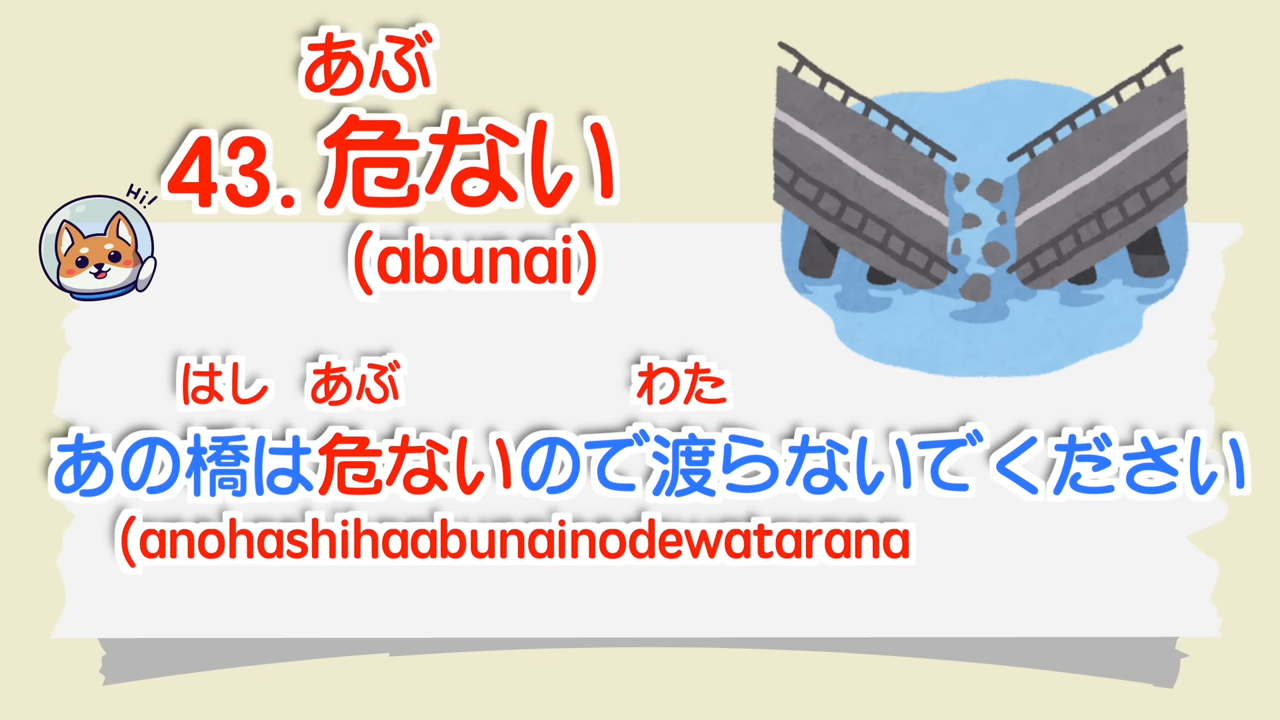 あぶ
43. 危ない
Hi!
(abunai)
はし あぶ わた
あの橋は危ないので渡らないでください
(anohashihaabunainodewatarana